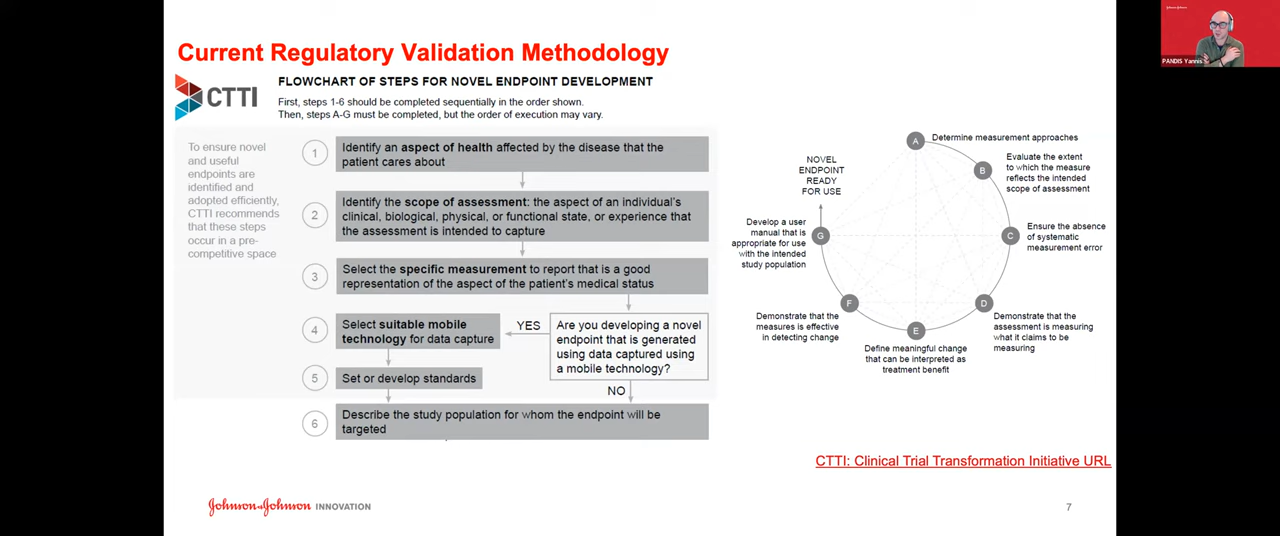 Current Regulatory Validation Methodology
CTTI
FLOWCHART OF STEPS FOR NOVEL ENDPOINT DEVELOPMENT
First, steps 1-6 should be completed sequentially in the order shown.
Then, steps A-G must be completed, but the order of execution may vary.
To ensure novel
and useful
endpoints are
identified and
adopted efficiently,
CTTI recommends
that these steps
occur in a pre-
competitive space
1
Identify an aspect of health affected by the disease that the
patient cares about
2
Identify the scope of assessment: the aspect of an individual's
clinical, biological, physical, or functional state, or experience that
the assessment is intended to capture
3
Select the specific measurement to report that is a good
representation of the aspect of the patient's medical status
4
Select suitable mobile
technology for data capture
YES
Are you developing a novel
endpoint that is generated
using data captured using
a mobile technology?
5
Set or develop standards
NO
6
Describe the study population for whom the endpoint will be
targeted
A
Determine measurement approaches
B
Evaluate the extent
to which the measure
reflects the intended
scope of assessment
C
Ensure the absence
of systematic
measurement error
D
Demonstrate that the
assessment is measuring
what it claims to be
measuring
E
Define meaningful change
that can be interpreted as
treatment benefit
F
Demonstrate that the
measures is effective
in detecting change
G
Develop a user
manual that is
appropriate for use
with the intended
study population
NOVEL
ENDPOINT
READY
FOR USE
CTTI: Clinical Trial Transformation Initiative URL
Johnson & Johnson INNOVATION
7
Johnson & Johnson
PANDIS Yannis